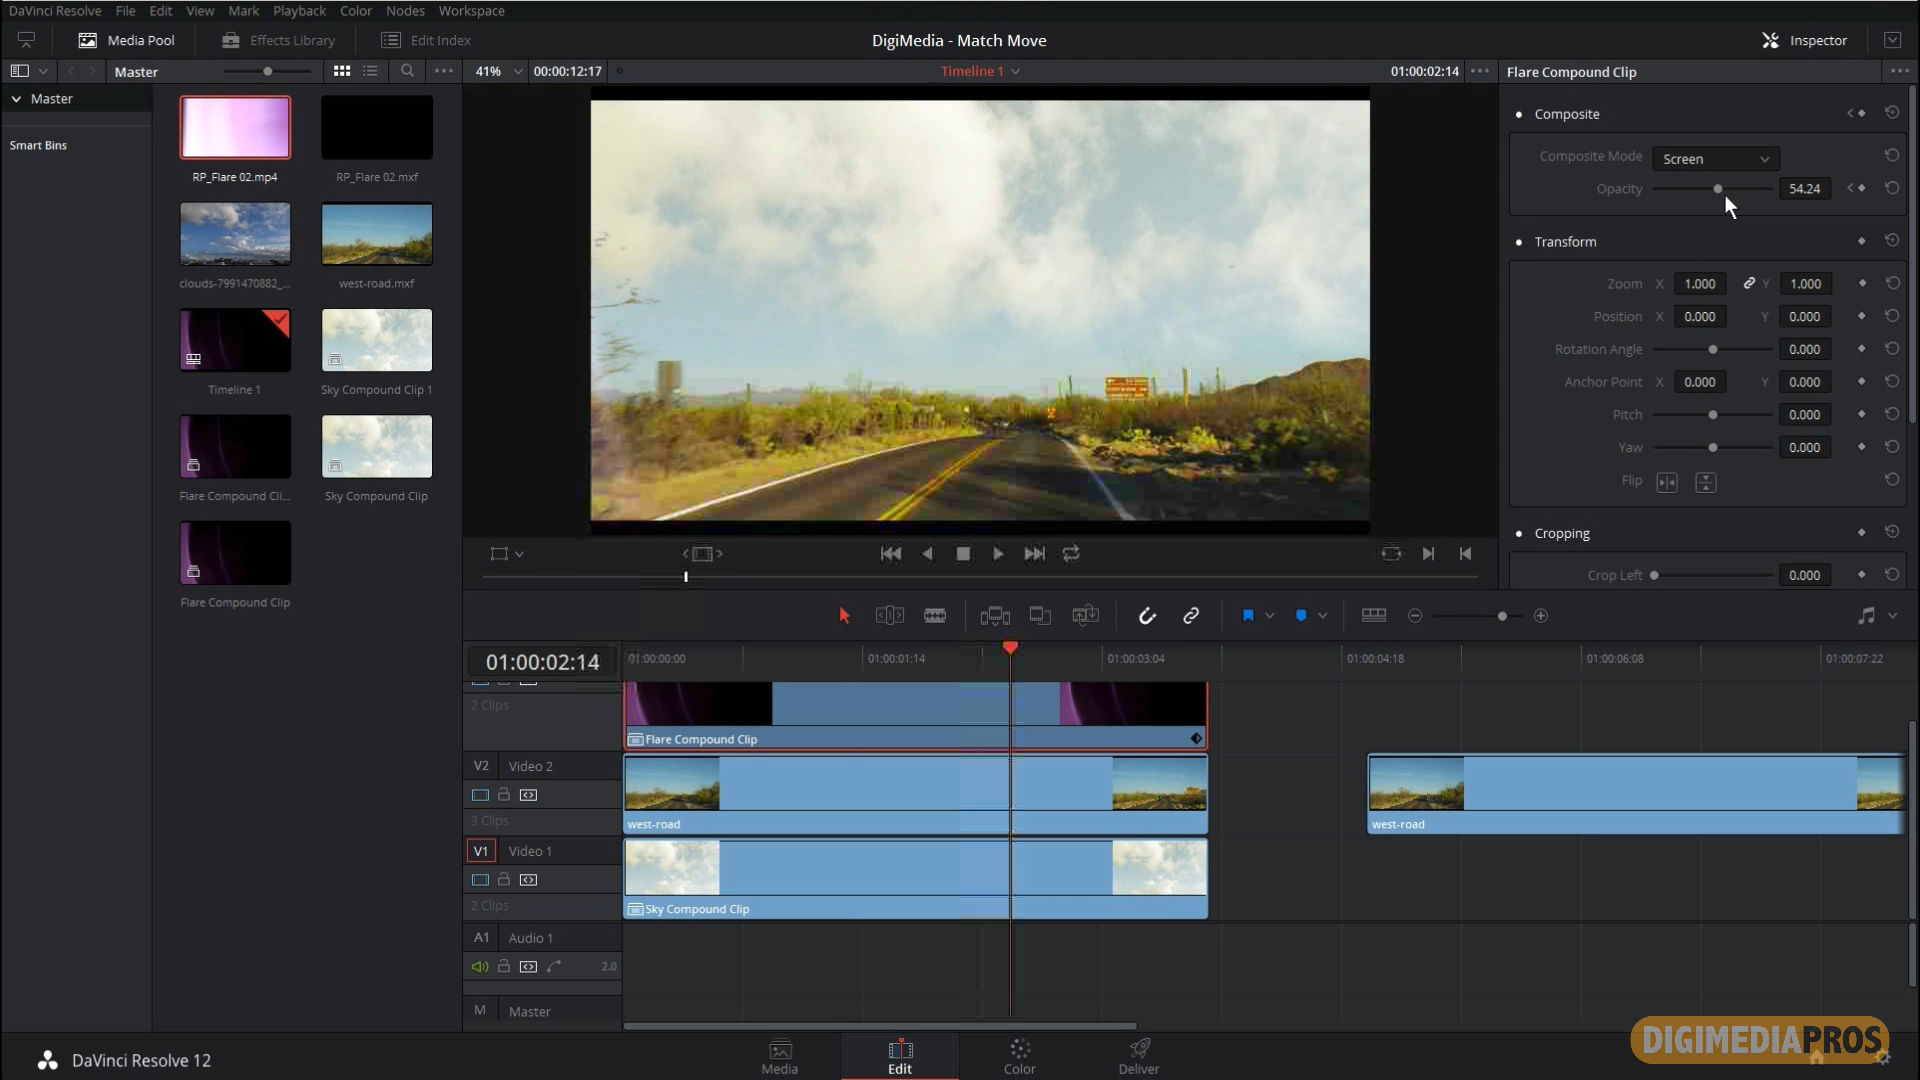 DaVinci Resolve File Edit View Mark Playback Color Nodes Workspace
Media Pool Effects Library Edit Index DigiMedia - Match Move Inspector
Master 41% 00:00:12:17 Timeline 1 01:00:02:14 Flare Compound Clip
Master
Smart Bins
RP_Flare 02.mp4 RP_Flare 02.mxf
clouds-7991470882_... west-road.mxf
Timeline 1 Sky Compound Clip 1
Flare Compound Cli... Sky Compound Clip
Flare Compound Clip
Composite
Composite Mode Screen
Opacity 54.24
Transform
Zoom X 1.000 Y 1.000
Position X 0.000 Y 0.000
Rotation Angle 0.000
Anchor Point X 0.000 Y 0.000
Pitch 0.000
Yaw 0.000
Flip
Cropping
Crop Left 0.000
01:00:02:14 01:00:00:00 01:00:01:14 01:00:03:04 01:00:04:18 01:00:06:08 01:00:07:22
2 Clips
Flare Compound Clip
V2 Video 2
3 Clips
west-road west-road
V1 Video 1
2 Clips
Sky Compound Clip
A1 Audio 1
2.0
M Master
DaVinci Resolve 12
Media Edit Color Deliver
DIGIMEDIAPROS